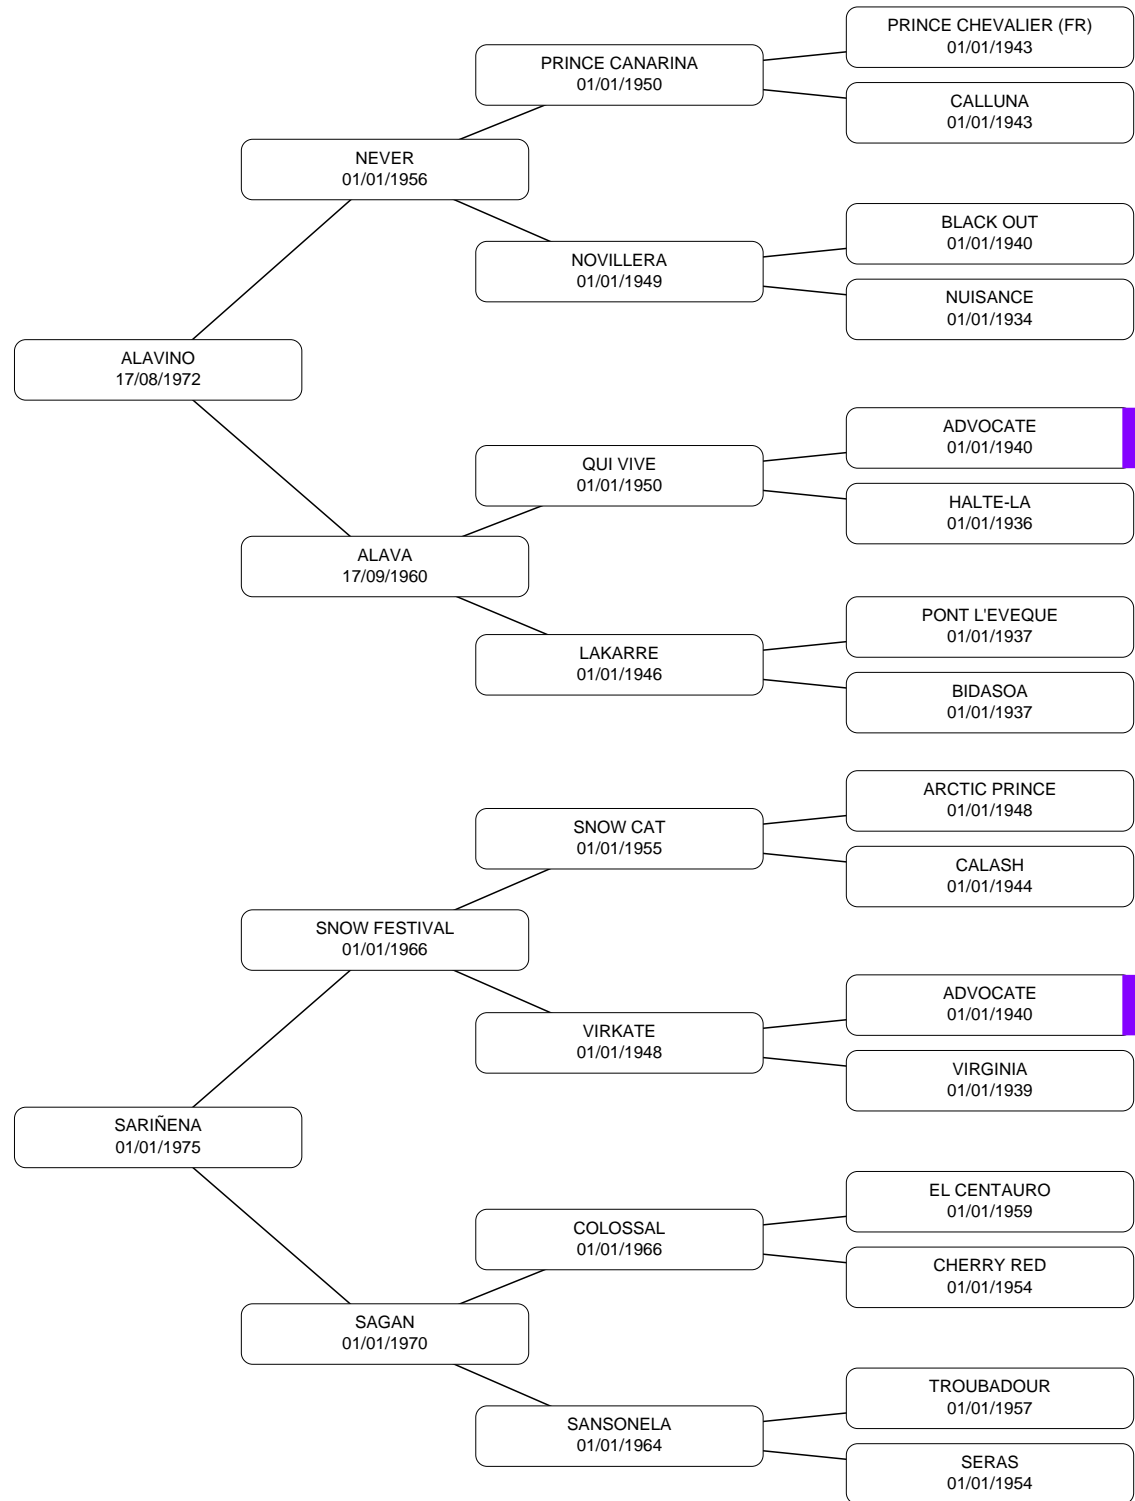 PRINCE CHEVALIER (FR)
01/01/1943
PRINCE CANARINA
01/01/1950
CALLUNA
01/01/1943
NEVER
01/01/1956
BLACK OUT
01/01/1940
NOVILLERA
01/01/1949
NUISANCE
01/01/1934
ALAVINO
17/08/1972
ADVOCATE
01/01/1940
QUI VIVE
01/01/1950
HALTE-LA
01/01/1936
ALAVA
17/09/1960
PONT L'EVEQUE
01/01/1937
LAKARRE
01/01/1946
BIDASOA
01/01/1937
ARCTIC PRINCE
01/01/1948
SNOW CAT
01/01/1955
CALASH
01/01/1944
SNOW FESTIVAL
01/01/1966
ADVOCATE
01/01/1940
VIRKATE
01/01/1948
VIRGINIA
01/01/1939
SARIÑENA
01/01/1975
EL CENTAURO
01/01/1959
COLOSSAL
01/01/1966
CHERRY RED
01/01/1954
SAGAN
01/01/1970
TROUBADOUR
01/01/1957
SANSONELA
01/01/1964
SERAS
01/01/1954